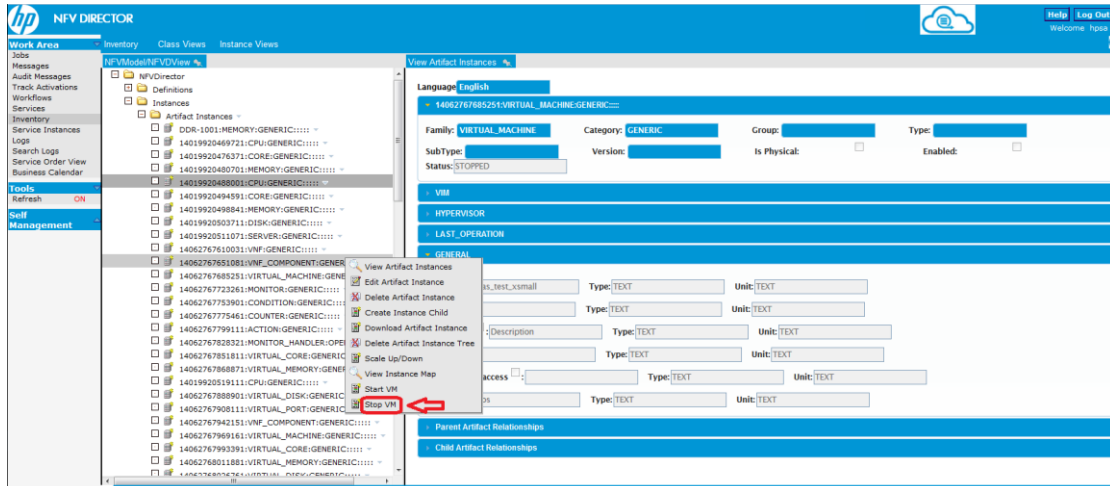 hp NFV DIRECTOR
Help Log Out
Welcome hpsa
Work Area
Inventory Class Views Instance Views
Jobs
Messages
Audit Messages
Track Activations
Workflows
Services
Inventory
Service Instances
Logs
Search Logs
Service Order View
Business Calendar
Tools
Refresh ON
Self
Management
NFVModel/NFVDView
NFVDirector
Definitions
Instances
Artifact Instances
DDR-1001:MEMORY:GENERIC:::::
14019920469721:CPU:GENERIC:::::
14019920476371:CORE:GENERIC:::::
14019920480701:MEMORY:GENERIC:::::
14019920488001:CPU:GENERIC:::::
14019920494591:CORE:GENERIC:::::
14019920498841:MEMORY:GENERIC:::::
14019920503711:DISK:GENERIC:::::
14019920511071:SERVER:GENERIC:::::
14062767610031:VNF:GENERIC:::::
14062767651081:VNF_COMPONENT:GENER
14062767685251:VIRTUAL_MACHINE:GENE
14062767723261:MONITOR:GENERIC:::::
14062767753901:CONDITION:GENERIC::::
14062767775461:COUNTER:GENERIC:::::
14062767799111:ACTION:GENERIC:::::
14062767828321:MONITOR_HANDLER:OPE
14062767851811:VIRTUAL_CORE:GENERIC
14062767868871:VIRTUAL_MEMORY:GENER
14019920519111:CPU:GENERIC:::::
14062767888901:VIRTUAL_DISK:GENERIC
14062767908111:VIRTUAL_PORT:GENERIC
14062767942151:VNF_COMPONENT:GENERIC:::::
14062767969161:VIRTUAL_MACHINE:GENERIC:::::
14062767993391:VIRTUAL_CORE:GENERIC:::::
14062768011881:VIRTUAL_MEMORY:GENERIC:::::
View Artifact Instances
Edit Artifact Instance
Delete Artifact Instance
Create Instance Child
Download Artifact Instance
Delete Artifact Instance Tree
Scale Up/Down
View Instance Map
Start VM
Stop VM
View Artifact Instances
Language English
14062767685251:VIRTUAL_MACHINE:GENERIC:::::
Family: VIRTUAL_MACHINE Category: GENERIC Group: Type:
SubType: Version: Is Physical: Enabled:
Status: STOPPED
VIM
HYPERVISOR
LAST_OPERATION
GENERAL
as_test_xsmall Type: TEXT Unit: TEXT
Type: TEXT Unit: TEXT
: Description Type: TEXT Unit: TEXT
Type: TEXT Unit: TEXT
access : Type: TEXT Unit: TEXT
Type: TEXT Unit: TEXT
Parent Artifact Relationships
Child Artifact Relationships